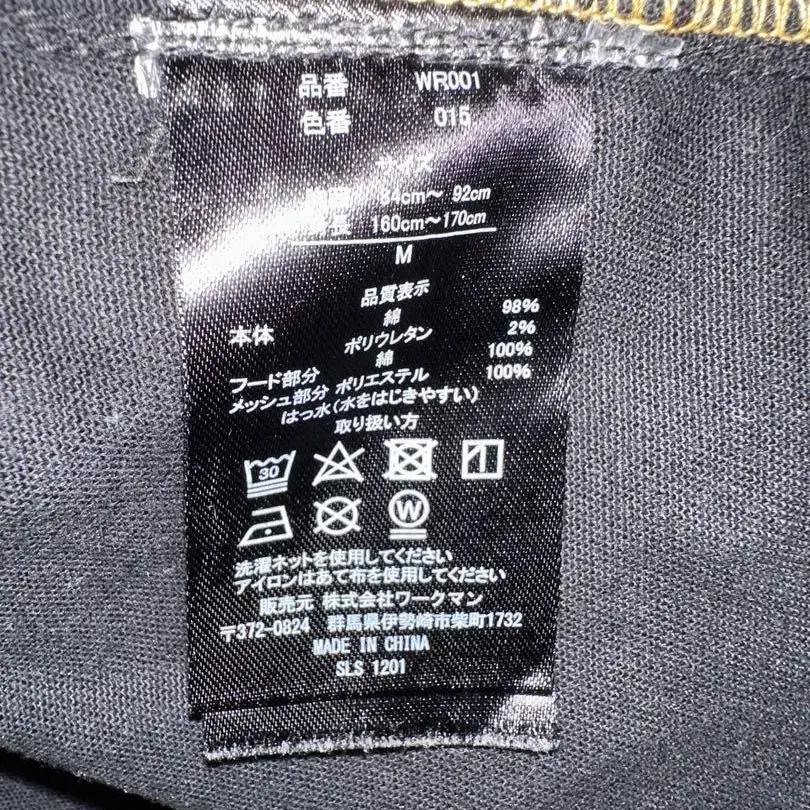 品番 WR001
色番 015
サイズ
84cm～ 92cm
160cm～170cm
M
品質表示
本体 綿 98%
ポリウレタン 2%
フード部分 綿 100%
メッシュ部分 ポリエステル 100%
はっ水(水をはじきやすい)
取り扱い方
30
W
洗濯ネットを使用してください
アイロンはあて布を使用してください
販売元 株式会社ワークマン
〒372-0824 群馬県伊勢崎市柴町1732
MADE IN CHINA
SLS 1201